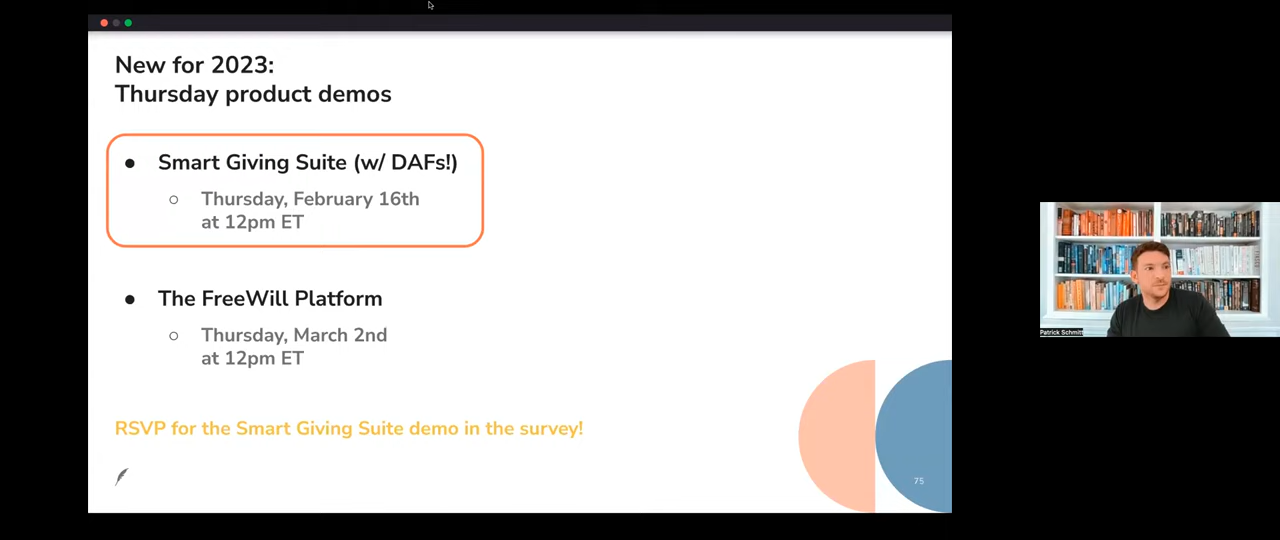 New for 2023:
Thursday product demos
● Smart Giving Suite (w/ DAFs!)
○ Thursday, February 16th
at 12pm ET
● The FreeWill Platform
○ Thursday, March 2nd
at 12pm ET
RSVP for the Smart Giving Suite demo in the survey!
75
Patrick Schmitt